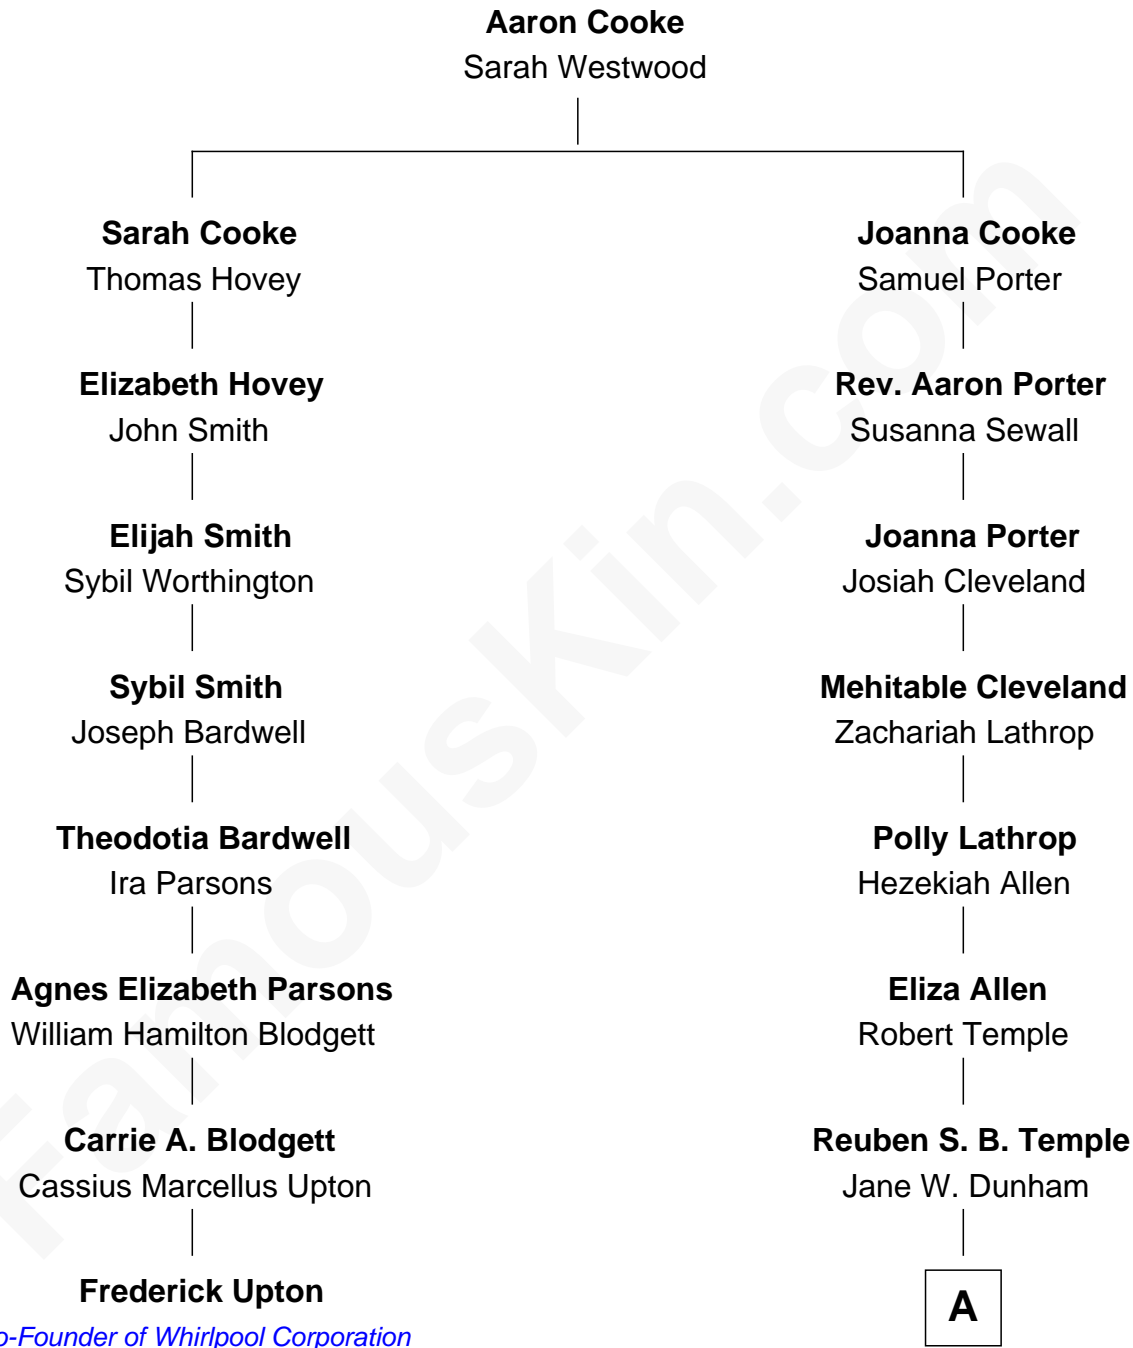 Aaron Cooke
Sarah Westwood
Sarah Cooke
Thomas Hovey
Joanna Cooke
Samuel Porter
Elizabeth Hovey
John Smith
Rev. Aaron Porter
Susanna Sewall
Elijah Smith
Sybil Worthington
Joanna Porter
Josiah Cleveland
Sybil Smith
Joseph Bardwell
Mehitable Cleveland
Zachariah Lathrop
Theodotia Bardwell
Ira Parsons
Polly Lathrop
Hezekiah Allen
Agnes Elizabeth Parsons
William Hamilton Blodgett
Eliza Allen
Robert Temple
Carrie A. Blodgett
Cassius Marcellus Upton
Reuben S. B. Temple
Jane W. Dunham
Frederick Upton
o-Founder of Whirlpool Corporation
A
FamousKin.com